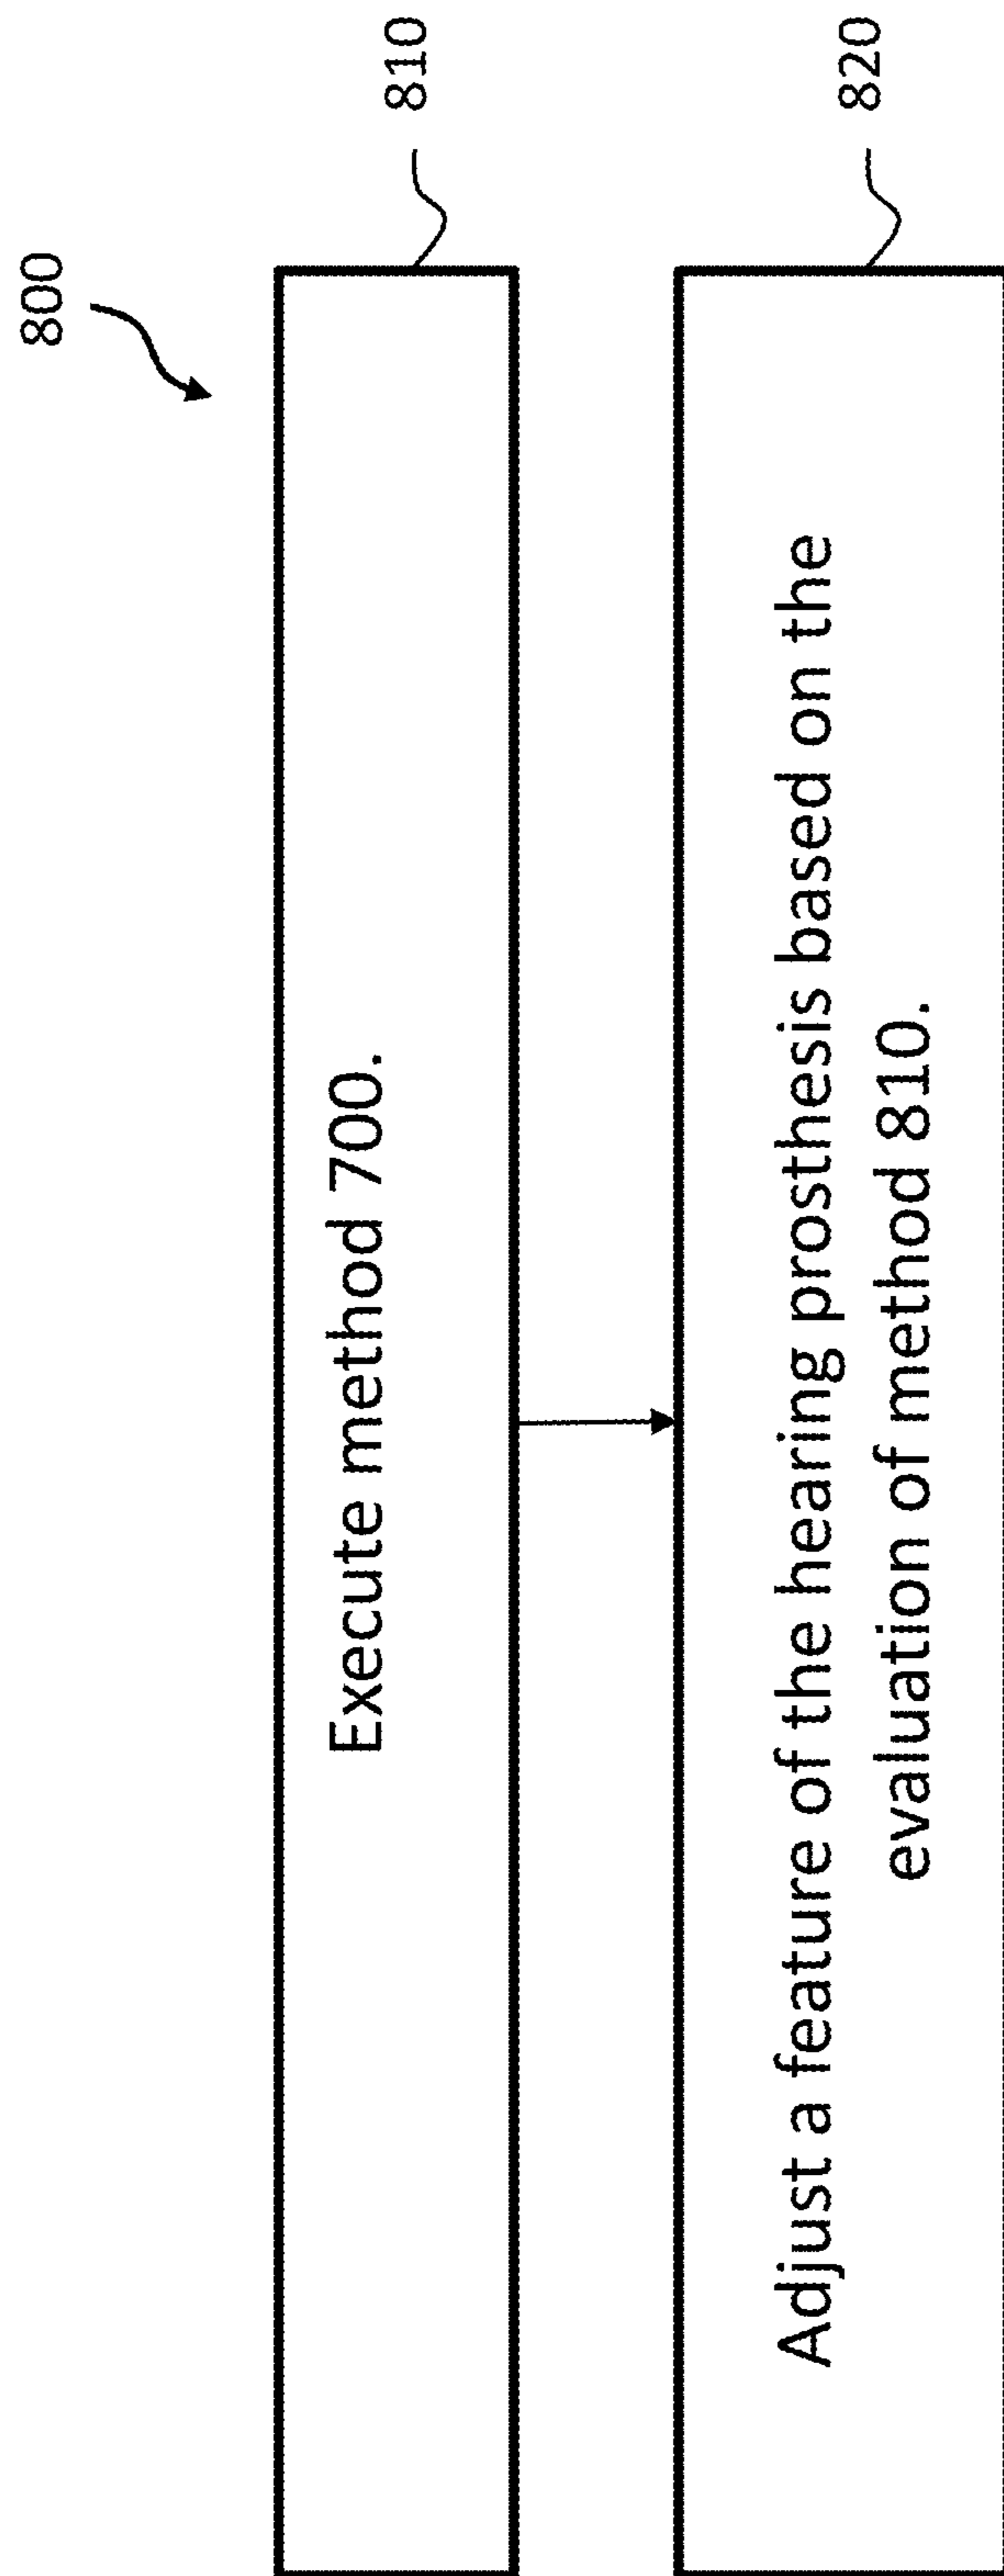 800
Execute method 700.
810
Adjust a feature of the hearing prosthesis based on the
evaluation of method 810.
820